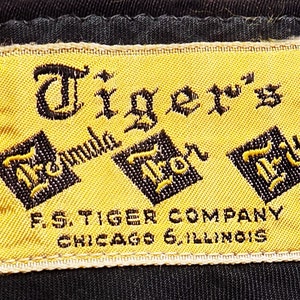 Tiger's
Formula For
F.S. TIGER COMPANY
CHICAGO 6, ILLINOIS